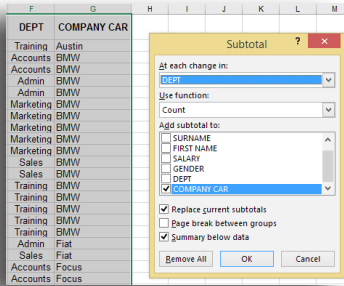 F G H I J K L M
DEPT COMPANY CAR
Training Austin
Accounts BMW
Accounts BMW
Admin BMW
Admin BMW
Marketing BMW
Marketing BMW
Marketing BMW
Marketing BMW
Sales BMW
Sales BMW
Training BMW
Training BMW
Training BMW
Training BMW
Training BMW
Admin Fiat
Sales Fiat
Accounts Focus
Accounts Focus
Subtotal ? ×
At each change in:
DEPT
Use function:
Count
Add subtotal to:
SURNAME
FIRST NAME
SALARY
GENDER
DEPT
COMPANY CAR
Replace current subtotals
Page break between groups
Summary below data
Remove All OK Cancel